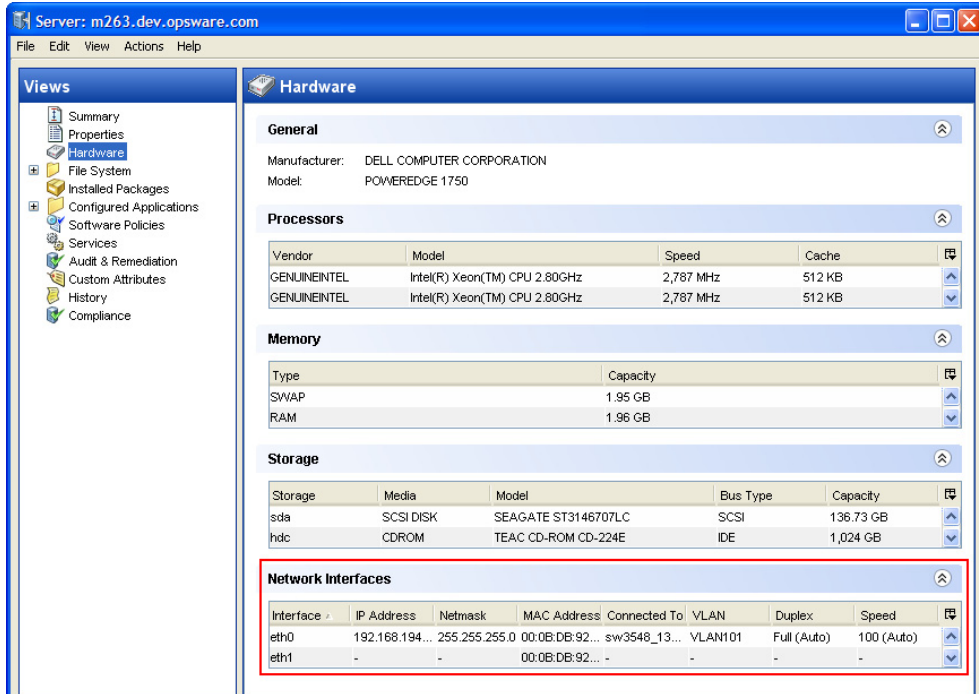 Server: m263.dev.opsware.com
File Edit View Actions Help
Views
Summary
Properties
Hardware
File System
Installed Packages
Configured Applications
Software Policies
Services
Audit & Remediation
Custom Attributes
History
Compliance
Hardware
General
Manufacturer: DELL COMPUTER CORPORATION
Model: POWEREDGE 1750
Processors
Vendor Model Speed Cache
GENUINEINTEL Intel(R) Xeon(TM) CPU 2.80GHz 2,787 MHz 512 KB
GENUINEINTEL Intel(R) Xeon(TM) CPU 2.80GHz 2,787 MHz 512 KB
Memory
Type Capacity
SWAP 1.95 GB
RAM 1.96 GB
Storage
Storage Media Model Bus Type Capacity
sda SCSI DISK SEAGATE ST3146707LC SCSI 136.73 GB
hdc CDROM TEAC CD-ROM CD-224E IDE 1,024 GB
Network Interfaces
Interface IP Address Netmask MAC Address Connected To VLAN Duplex Speed
eth0 192.168.194... 255.255.255.0 00:0B:DB:92... sw3548_13... VLAN101 Full (Auto) 100 (Auto)
eth1 - - 00:0B:DB:92... - - - -